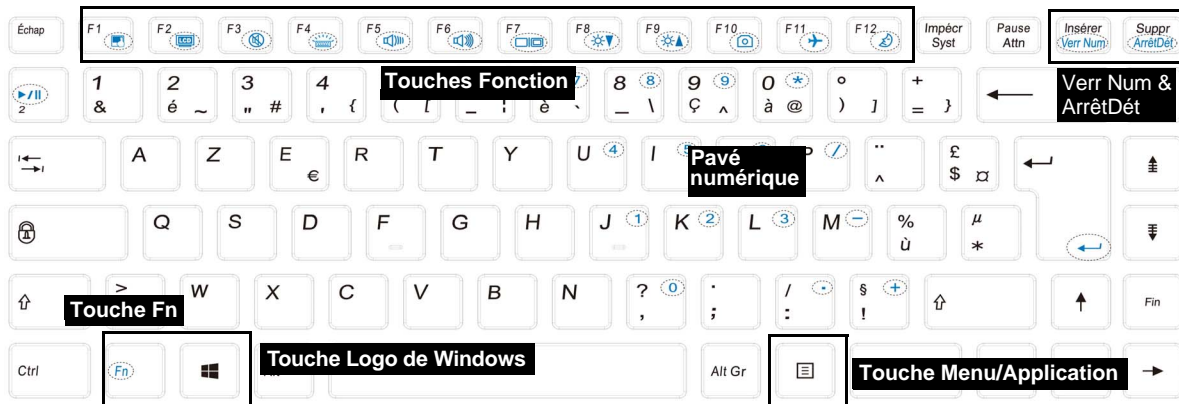 Échap F1 F2 LCD F3 F4 F5 F6 F7 F8 F9 F10 F11 F12 Impécr Syst Pause Attn Insérer Verr Num Suppr ArrêtDét
Touches Fonction
Verr Num &
ArrêtDét
2 1 & 2 é ~ 3 " # 4 ' { ( [ _ ¦ è ` 8 8 _ \ 9 9 Ç ^ 0 * à @ ° ) ] + = }
A Z E € R T Y U 4 I P / ¨ ^ £ $ ¤
Pavé
numérique
Q S D F G H J 1 K 2 L 3 M − % ù µ *
> W X C V B N ? 0 , . ; / . : § + ! Fin
Touche Fn
Ctrl Fn Alt Gr
Touche Logo de Windows
Touche Menu/Application